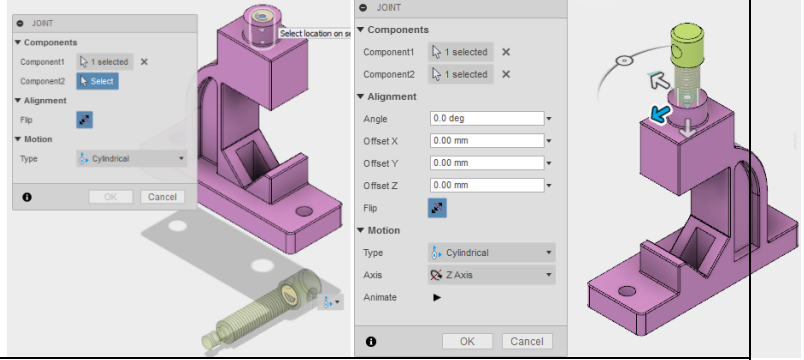 JOINT
Components
Component1 1 selected
Component2 Select
Alignment
Flip
Motion
Type Cylindrical
OK Cancel
Select location on se
JOINT
Components
Component1 1 selected
Component2 1 selected
Alignment
Angle 0.0 deg
Offset X 0.00 mm
Offset Y 0.00 mm
Offset Z 0.00 mm
Flip
Motion
Type Cylindrical
Axis Z Axis
Animate
OK Cancel